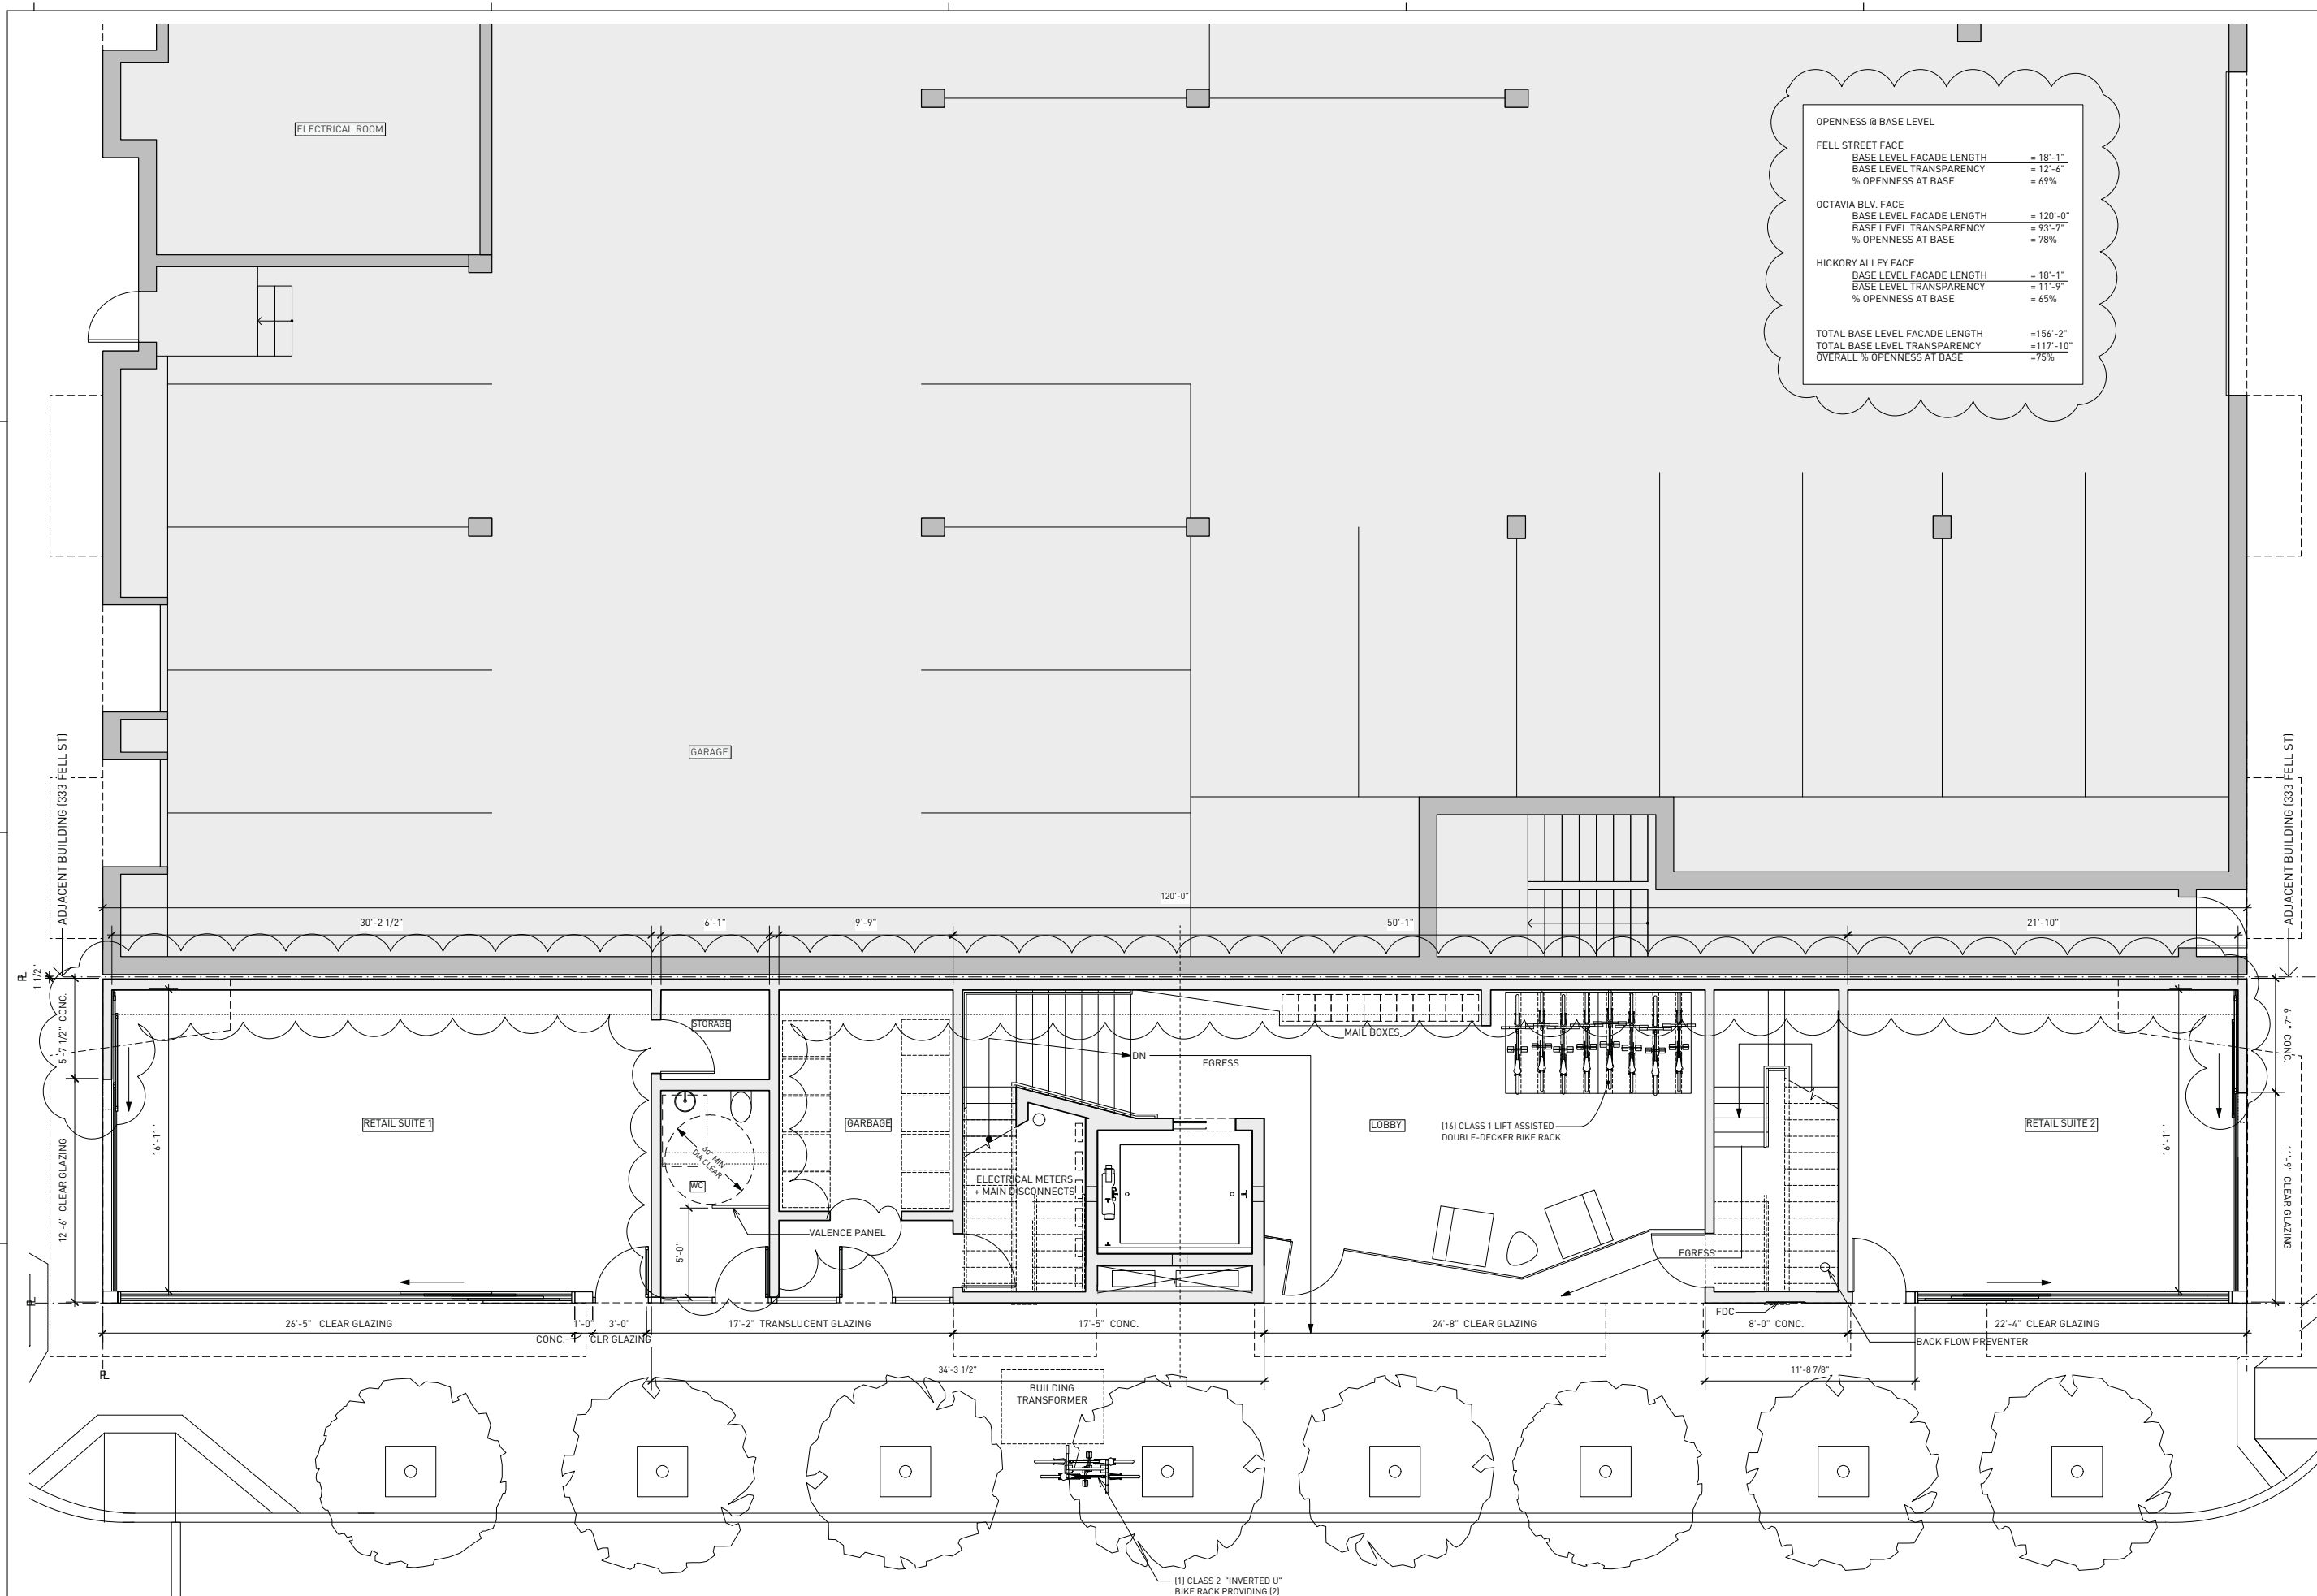 ELECTRICAL ROOM
OPENNESS @ BASE LEVEL
FELL STREET FACE
BASE LEVEL FACADE LENGTH = 18'-1"
BASE LEVEL TRANSPARENCY = 12'-6"
% OPENNESS AT BASE = 69%
OCTAVIA BLV. FACE
BASE LEVEL FACADE LENGTH = 120'-0"
BASE LEVEL TRANSPARENCY = 93'-7"
% OPENNESS AT BASE = 78%
HICKORY ALLEY FACE
BASE LEVEL FACADE LENGTH = 18'-1"
BASE LEVEL TRANSPARENCY = 11'-9"
% OPENNESS AT BASE = 65%
TOTAL BASE LEVEL FACADE LENGTH =156'-2"
TOTAL BASE LEVEL TRANSPARENCY =117'-10"
OVERALL % OPENNESS AT BASE =75%
GARAGE
ADJACENT BUILDING (333 FELL ST)
ADJACENT BUILDING (333 FELL ST)
120'-0"
30'-2 1/2"
6'-1"
9'-9"
50'-1"
21'-10"
PL
1 1/2"
5'-7 1/2" CONC.
12'-6" CLEAR GLAZING
16'-11"
STORAGE
MAIL BOXES
DN
EGRESS
RETAIL SUITE 1
GARBAGE
LOBBY
(16) CLASS 1 LIFT ASSISTED
DOUBLE-DECKER BIKE RACK
RETAIL SUITE 2
16'-11"
6'-4" CONC.
11'-9" CLEAR GLAZING
60" MIN
DIA CLEAR
WC
ELECTRICAL METERS
+ MAIN DISCONNECTS
VALENCE PANEL
5'-0"
EGRESS
PL
FDC
26'-5" CLEAR GLAZING
1'-0"
3'-0"
17'-2" TRANSLUCENT GLAZING
17'-5" CONC.
24'-8" CLEAR GLAZING
8'-0" CONC.
22'-4" CLEAR GLAZING
CONC.
CLR GLAZING
BACK FLOW PREVENTER
PL
34'-3 1/2"
11'-8 7/8"
BUILDING
TRANSFORMER
(1) CLASS 2 "INVERTED U"
BIKE RACK PROVIDING (2)